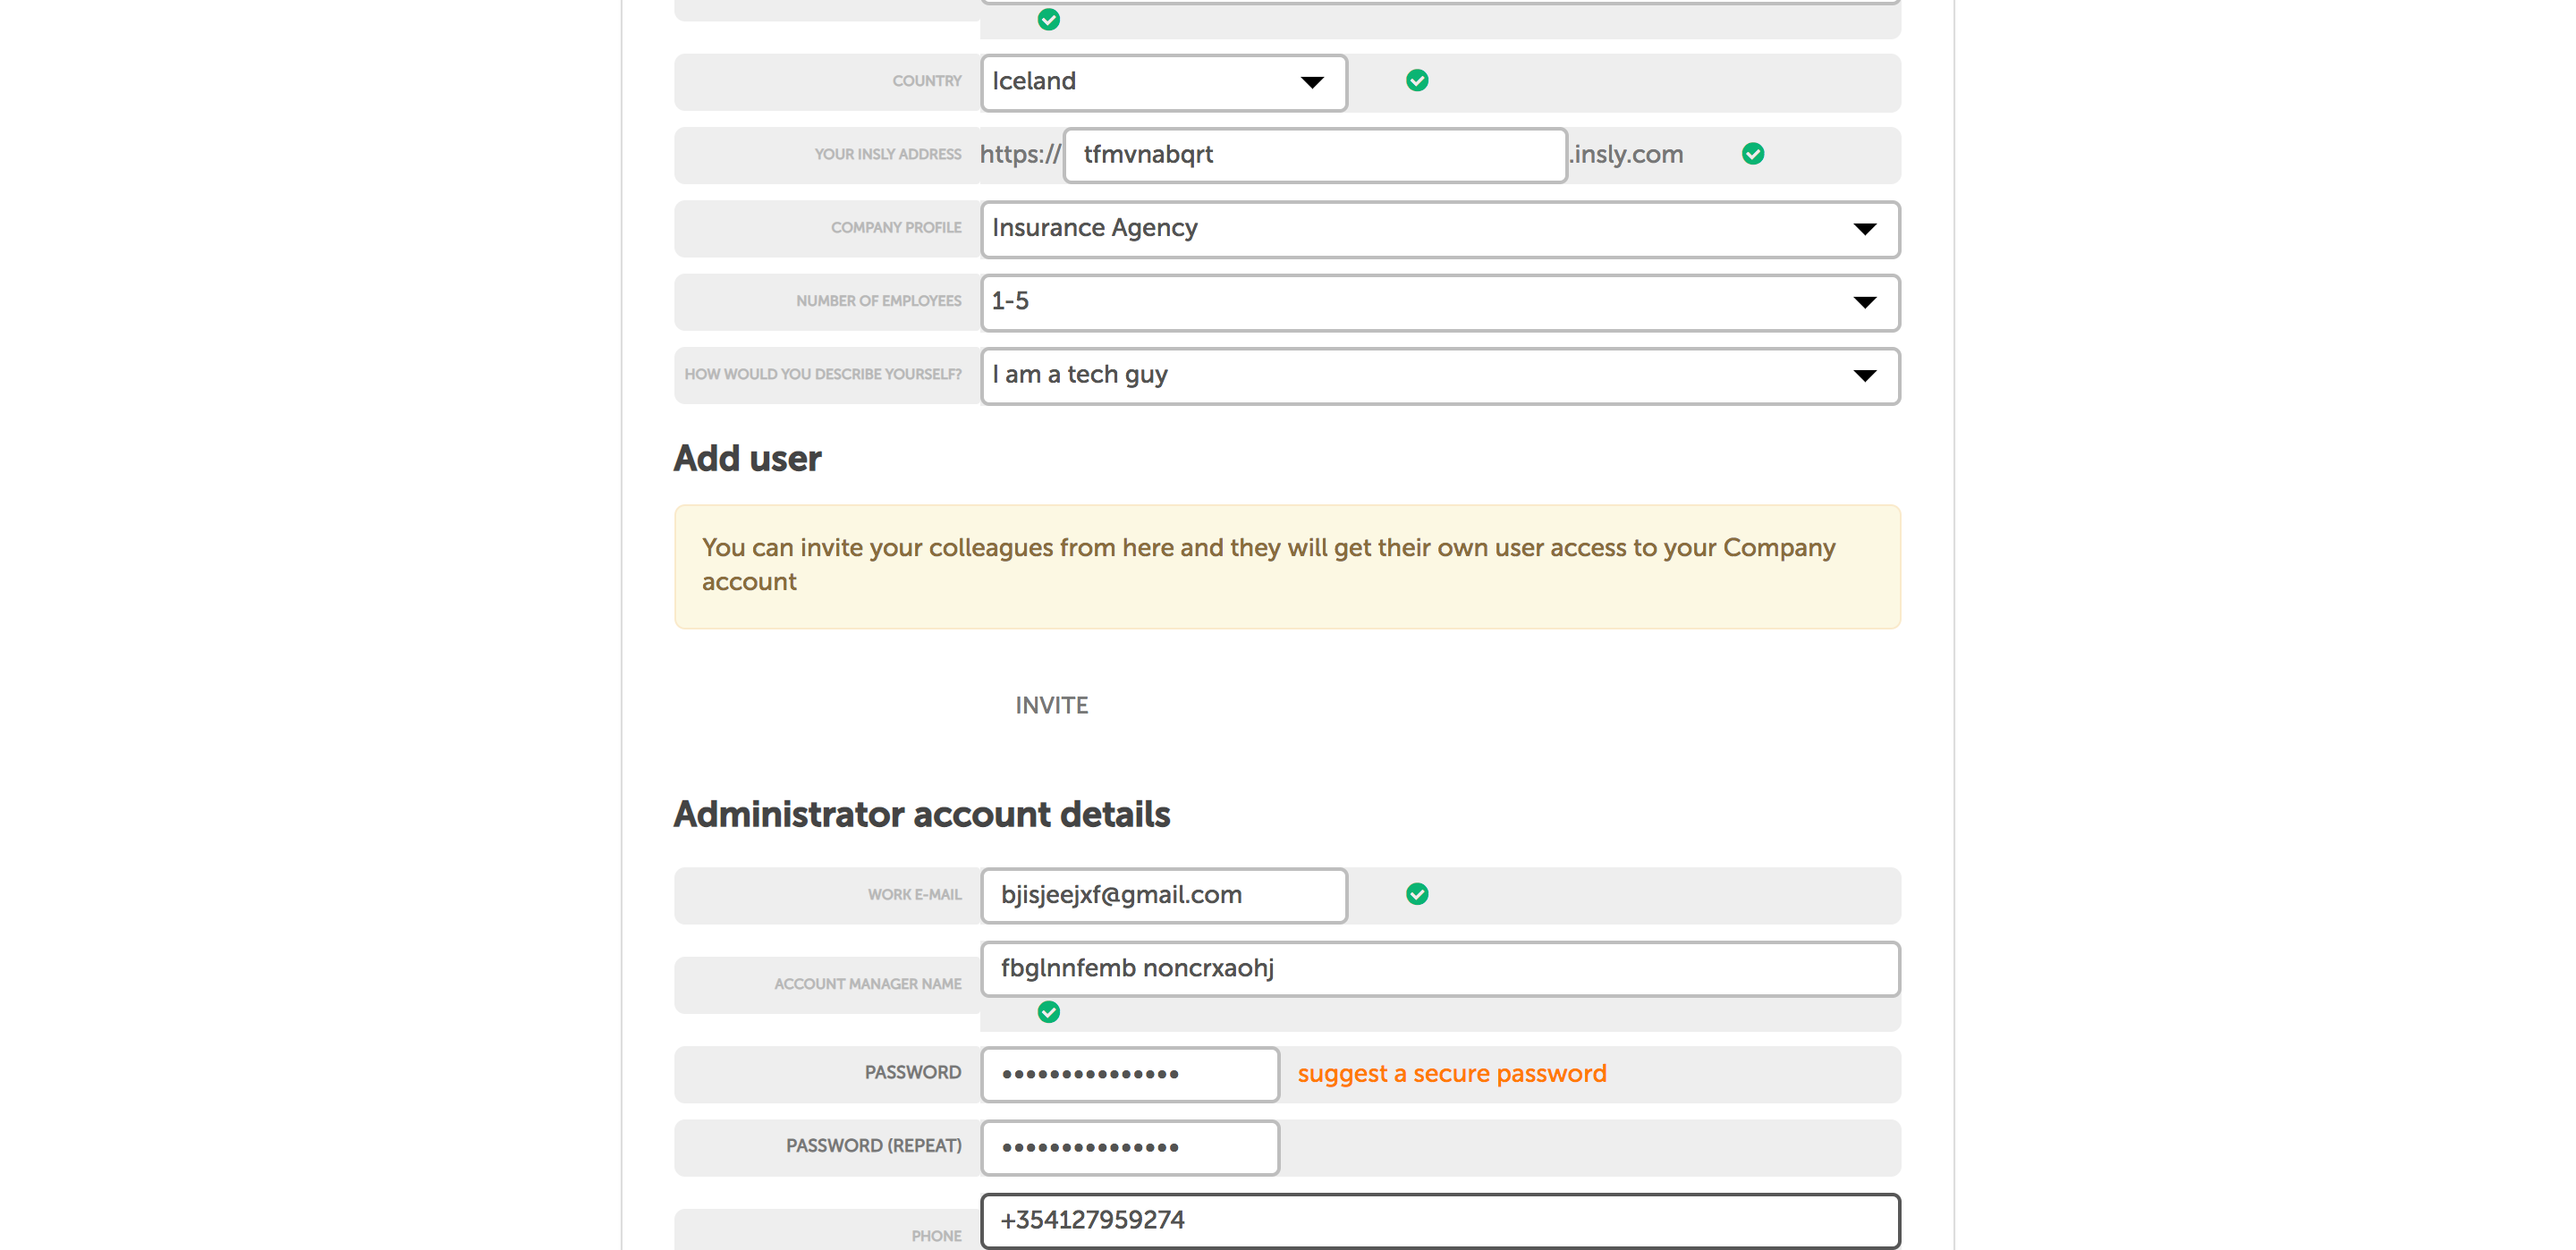 COUNTRY Iceland
YOUR INSLY ADDRESS https:// tfmvnabqrt .insly.com
COMPANY PROFILE Insurance Agency
NUMBER OF EMPLOYEES 1-5
HOW WOULD YOU DESCRIBE YOURSELF? I am a tech guy
Add user
You can invite your colleagues from here and they will get their own user access to your Company
account
INVITE
Administrator account details
WORK E-MAIL bjisjeejxf@gmail.com
ACCOUNT MANAGER NAME fbglnnfemb noncrxaohj
PASSWORD ••••••••••••••• suggest a secure password
PASSWORD (REPEAT) •••••••••••••••
PHONE +354127959274